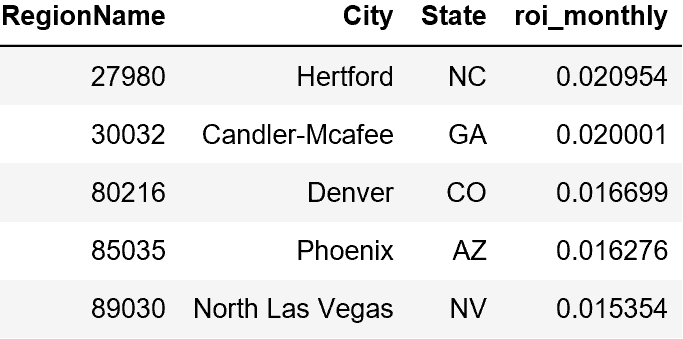 RegionName City State roi_monthly
27980 Hertford NC 0.020954
30032 Candler-Mcafee GA 0.020001
80216 Denver CO 0.016699
85035 Phoenix AZ 0.016276
89030 North Las Vegas NV 0.015354